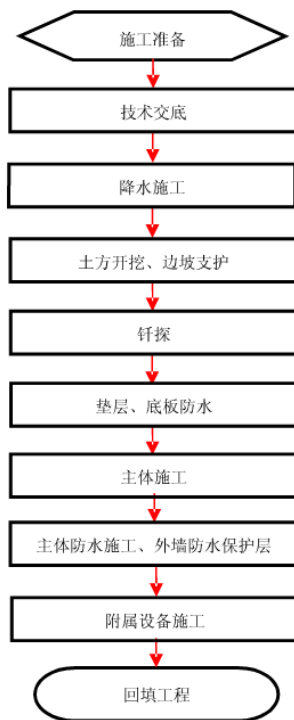 施工准备
技术交底
降水施工
土方开挖、边坡支护
钎探
垫层、底板防水
主体施工
主体防水施工、外墙防水保护层
附属设备施工
回填工程